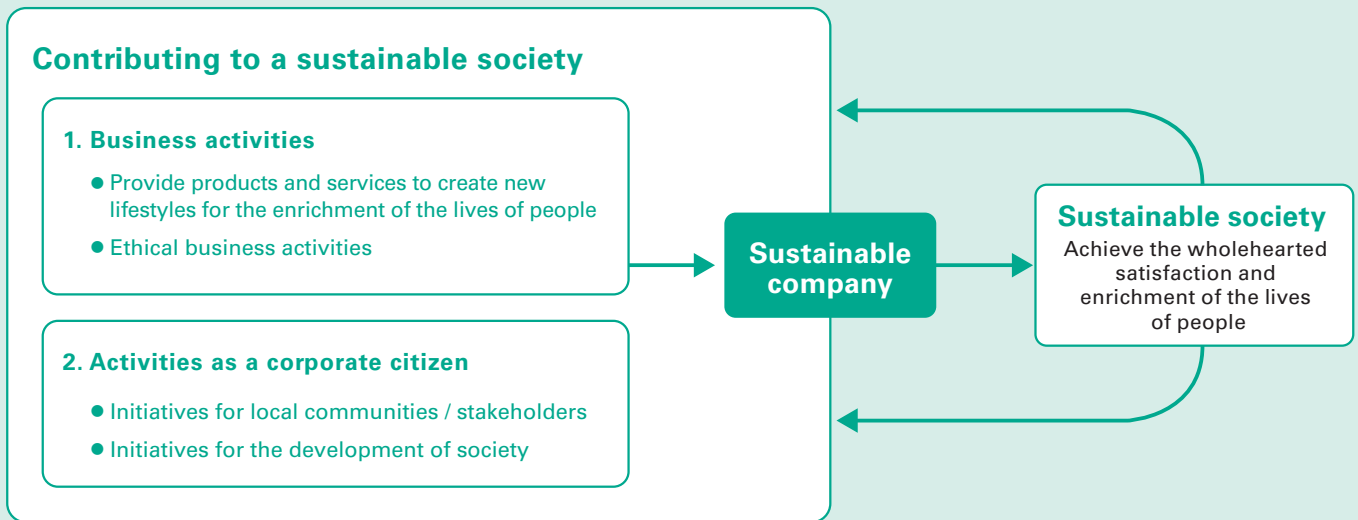 Contributing to a sustainable society
1. Business activities
● Provide products and services to create new
lifestyles for the enrichment of the lives of people
● Ethical business activities
2. Activities as a corporate citizen
● Initiatives for local communities / stakeholders
● Initiatives for the development of society
Sustainable
company
Sustainable society
Achieve the wholehearted
satisfaction and
enrichment of the lives
of people